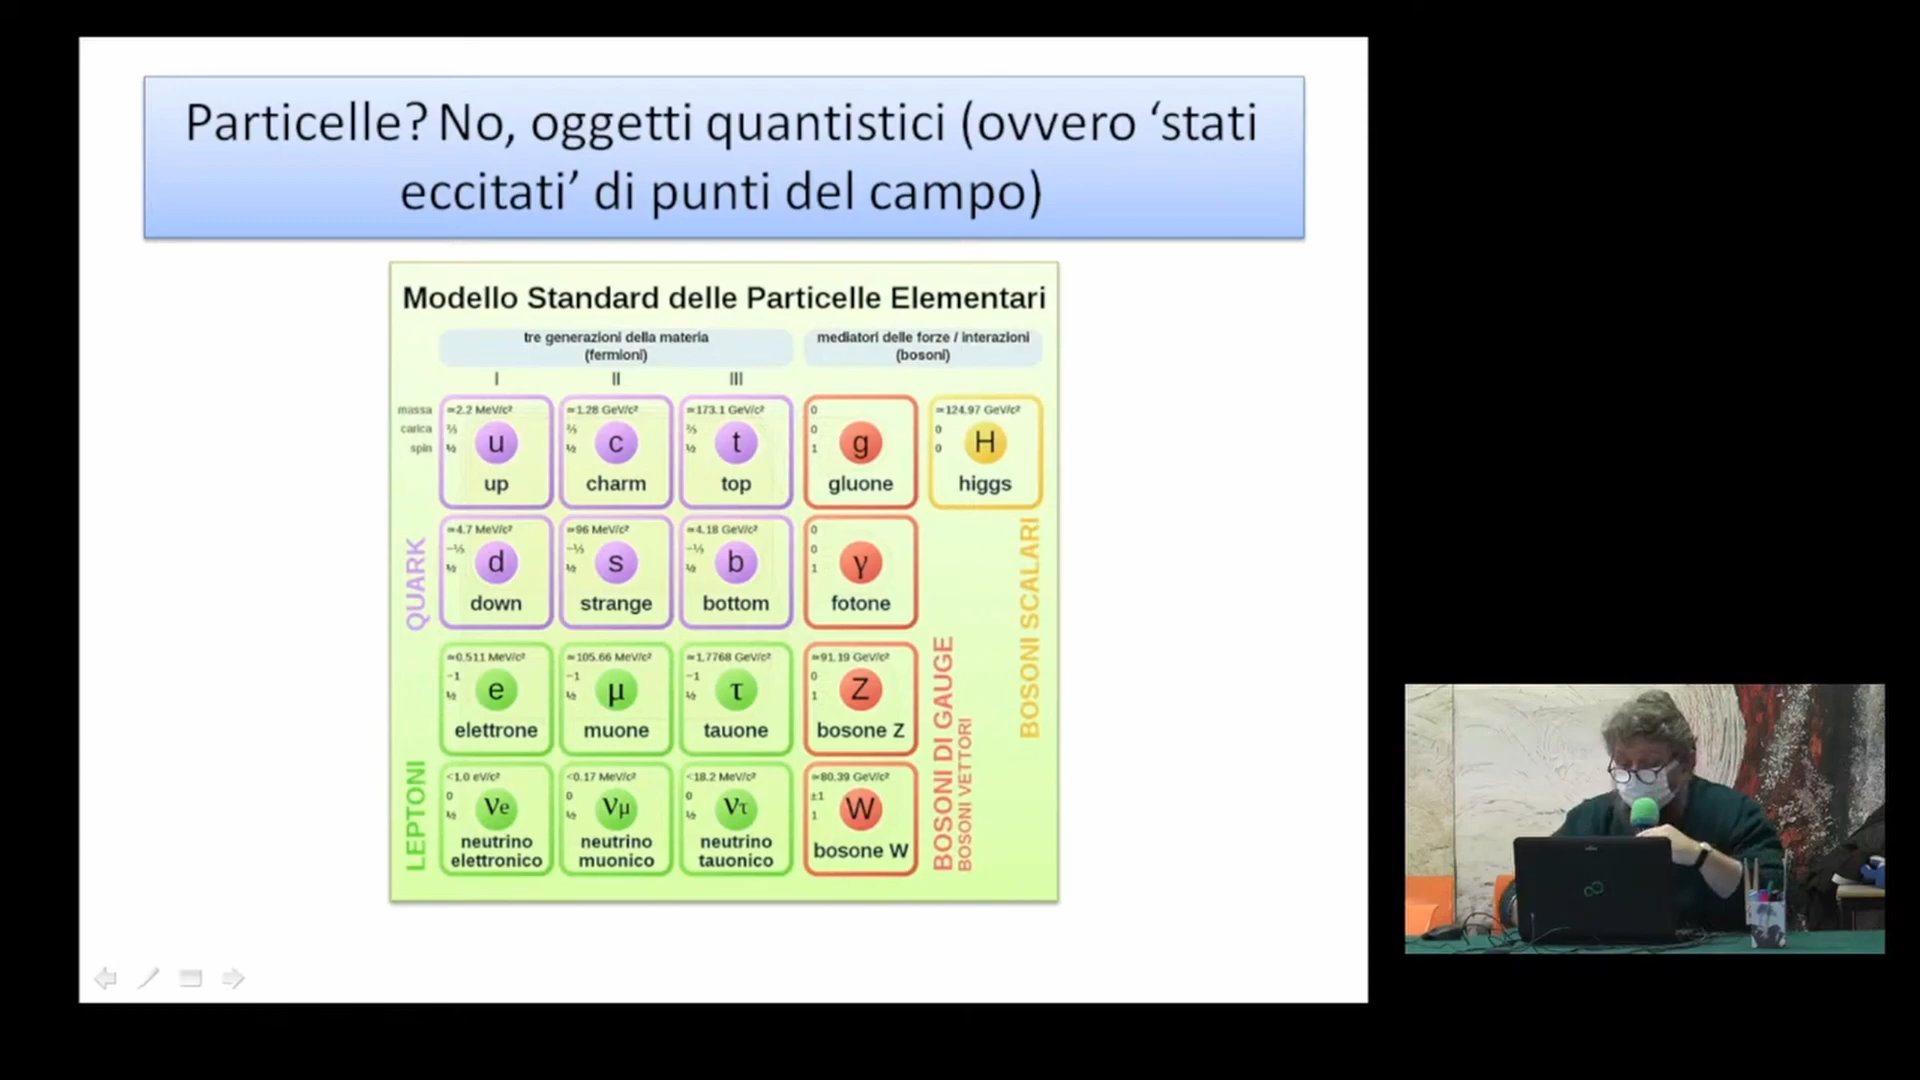 Particelle? No, oggetti quantistici (ovvero ‘stati
eccitati’ di punti del campo)
Modello Standard delle Particelle Elementari
tre generazioni della materia
(fermioni)
mediatori delle forze / interazioni
(bosoni)
I II III
massa
carica
spin
≃2.2 MeV/c²
⅔
½
u
up
≃1.28 GeV/c²
⅔
½
c
charm
≃173.1 GeV/c²
⅔
½
t
top
0
0
1
g
gluone
≃124.97 GeV/c²
0
0
H
higgs
QUARK
≃4.7 MeV/c²
−⅓
½
d
down
≃96 MeV/c²
−⅓
½
s
strange
≃4.18 GeV/c²
−⅓
½
b
bottom
0
0
1
γ
fotone
BOSONI SCALARI
LEPTONI
≃0.511 MeV/c²
−1
½
e
elettrone
≃105.66 MeV/c²
−1
½
μ
muone
≃1.7768 GeV/c²
−1
½
τ
tauone
≃91.19 GeV/c²
0
1
Z
bosone Z
BOSONI DI GAUGE
BOSONI VETTORI
<1.0 eV/c²
0
½
νe
neutrino
elettronico
<0.17 MeV/c²
0
½
νμ
neutrino
muonico
<18.2 MeV/c²
0
½
ντ
neutrino
tauonico
≃80.39 GeV/c²
±1
1
W
bosone W